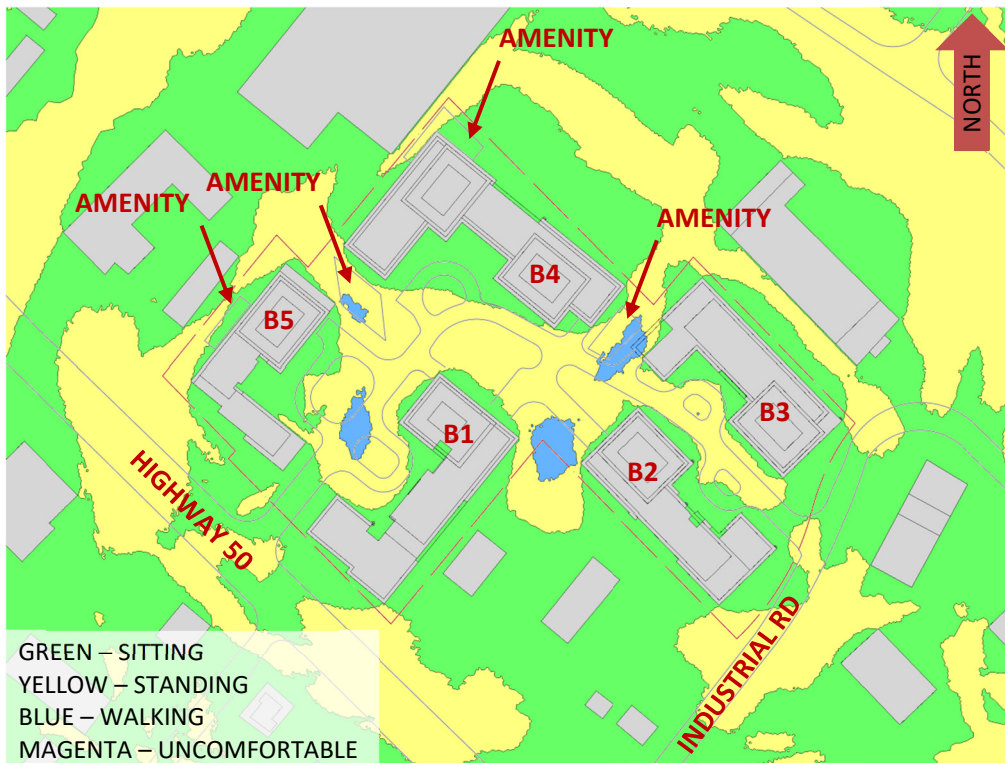 AMENITY
NORTH
AMENITY
AMENITY
AMENITY
B4
B5
B3
B1
B2
HIGHWAY 50
INDUSTRIAL RD
GREEN – SITTING
YELLOW – STANDING
BLUE – WALKING
MAGENTA – UNCOMFORTABLE